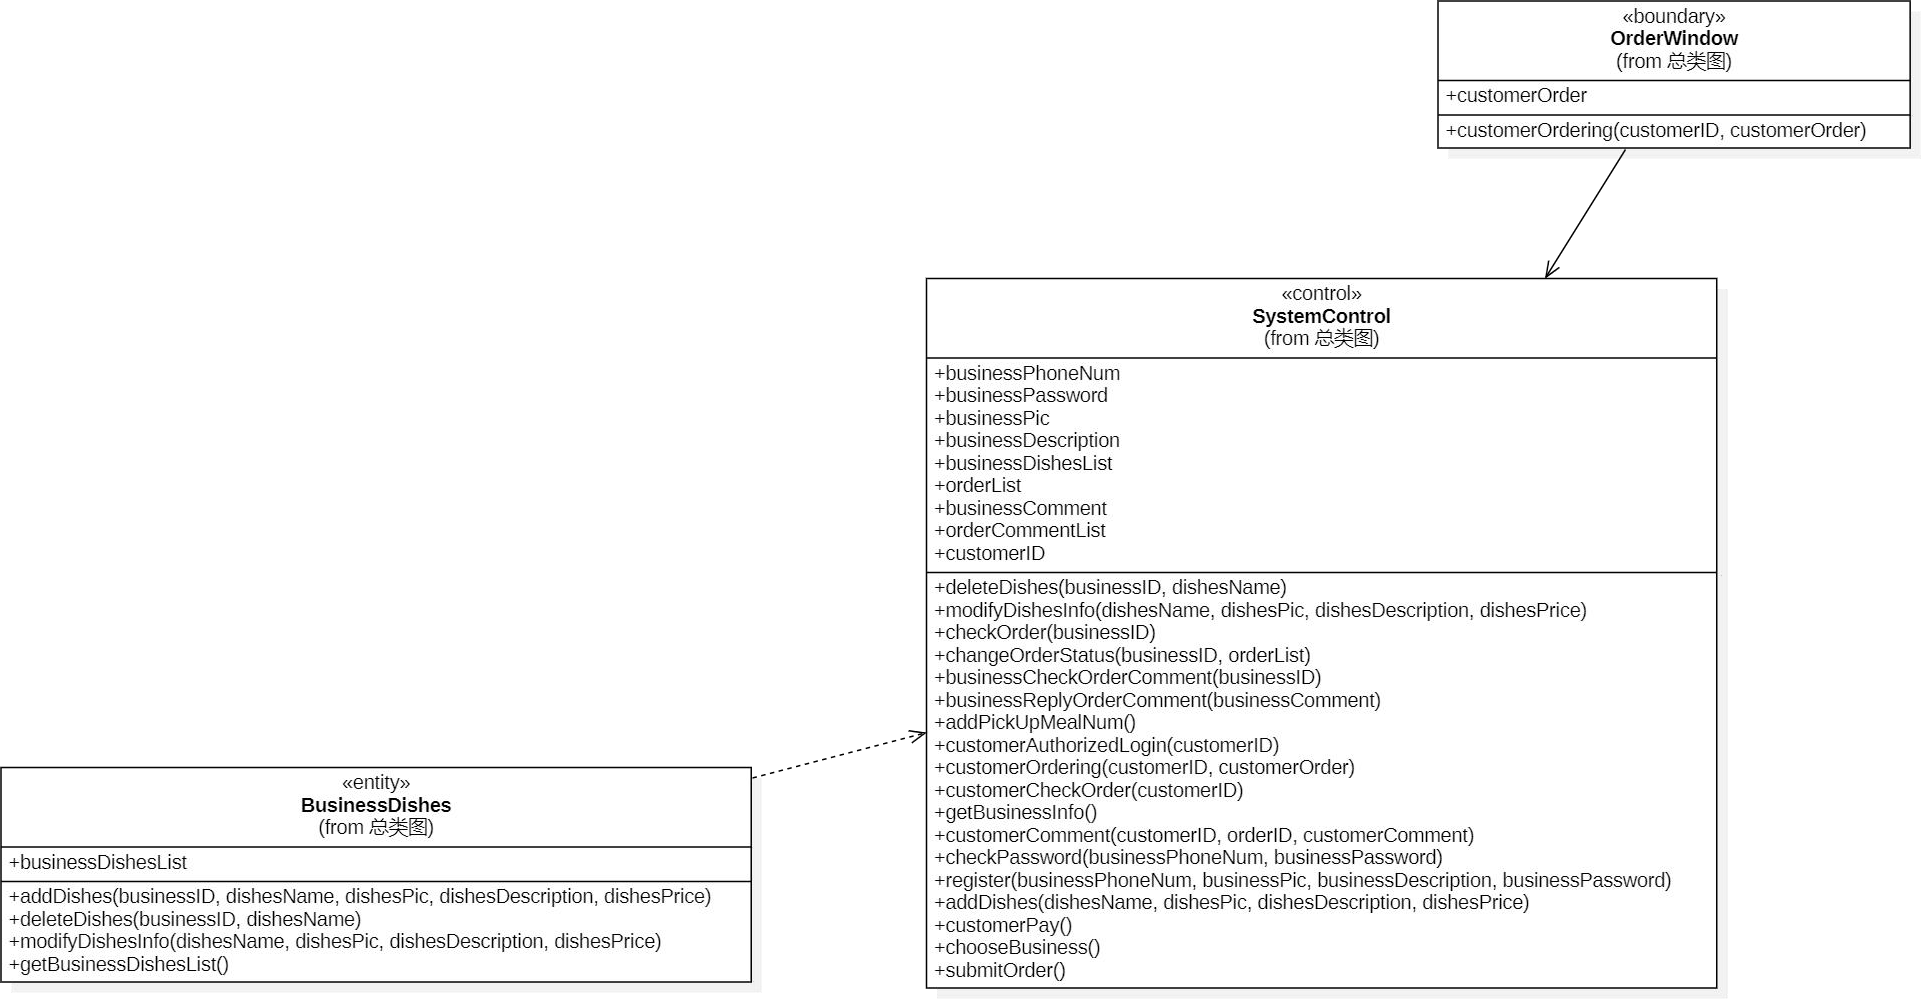 «boundary»
OrderWindow
(from 总类图)
+customerOrder
+customerOrdering(customerID, customerOrder)
«control»
SystemControl
(from 总类图)
+businessPhoneNum
+businessPassword
+businessPic
+businessDescription
+businessDishesList
+orderList
+businessComment
+orderCommentList
+customerID
+deleteDishes(businessID, dishesName)
+modifyDishesInfo(dishesName, dishesPic, dishesDescription, dishesPrice)
+checkOrder(businessID)
+changeOrderStatus(businessID, orderList)
+businessCheckOrderComment(businessID)
+businessReplyOrderComment(businessComment)
+addPickUpMealNum()
+customerAuthorizedLogin(customerID)
+customerOrdering(customerID, customerOrder)
+customerCheckOrder(customerID)
+getBusinessInfo()
+customerComment(customerID, orderID, customerComment)
+checkPassword(businessPhoneNum, businessPassword)
+register(businessPhoneNum, businessPic, businessDescription, businessPassword)
+addDishes(dishesName, dishesPic, dishesDescription, dishesPrice)
+customerPay()
+chooseBusiness()
+submitOrder()
«entity»
BusinessDishes
(from 总类图)
+businessDishesList
+addDishes(businessID, dishesName, dishesPic, dishesDescription, dishesPrice)
+deleteDishes(businessID, dishesName)
+modifyDishesInfo(dishesName, dishesPic, dishesDescription, dishesPrice)
+getBusinessDishesList()